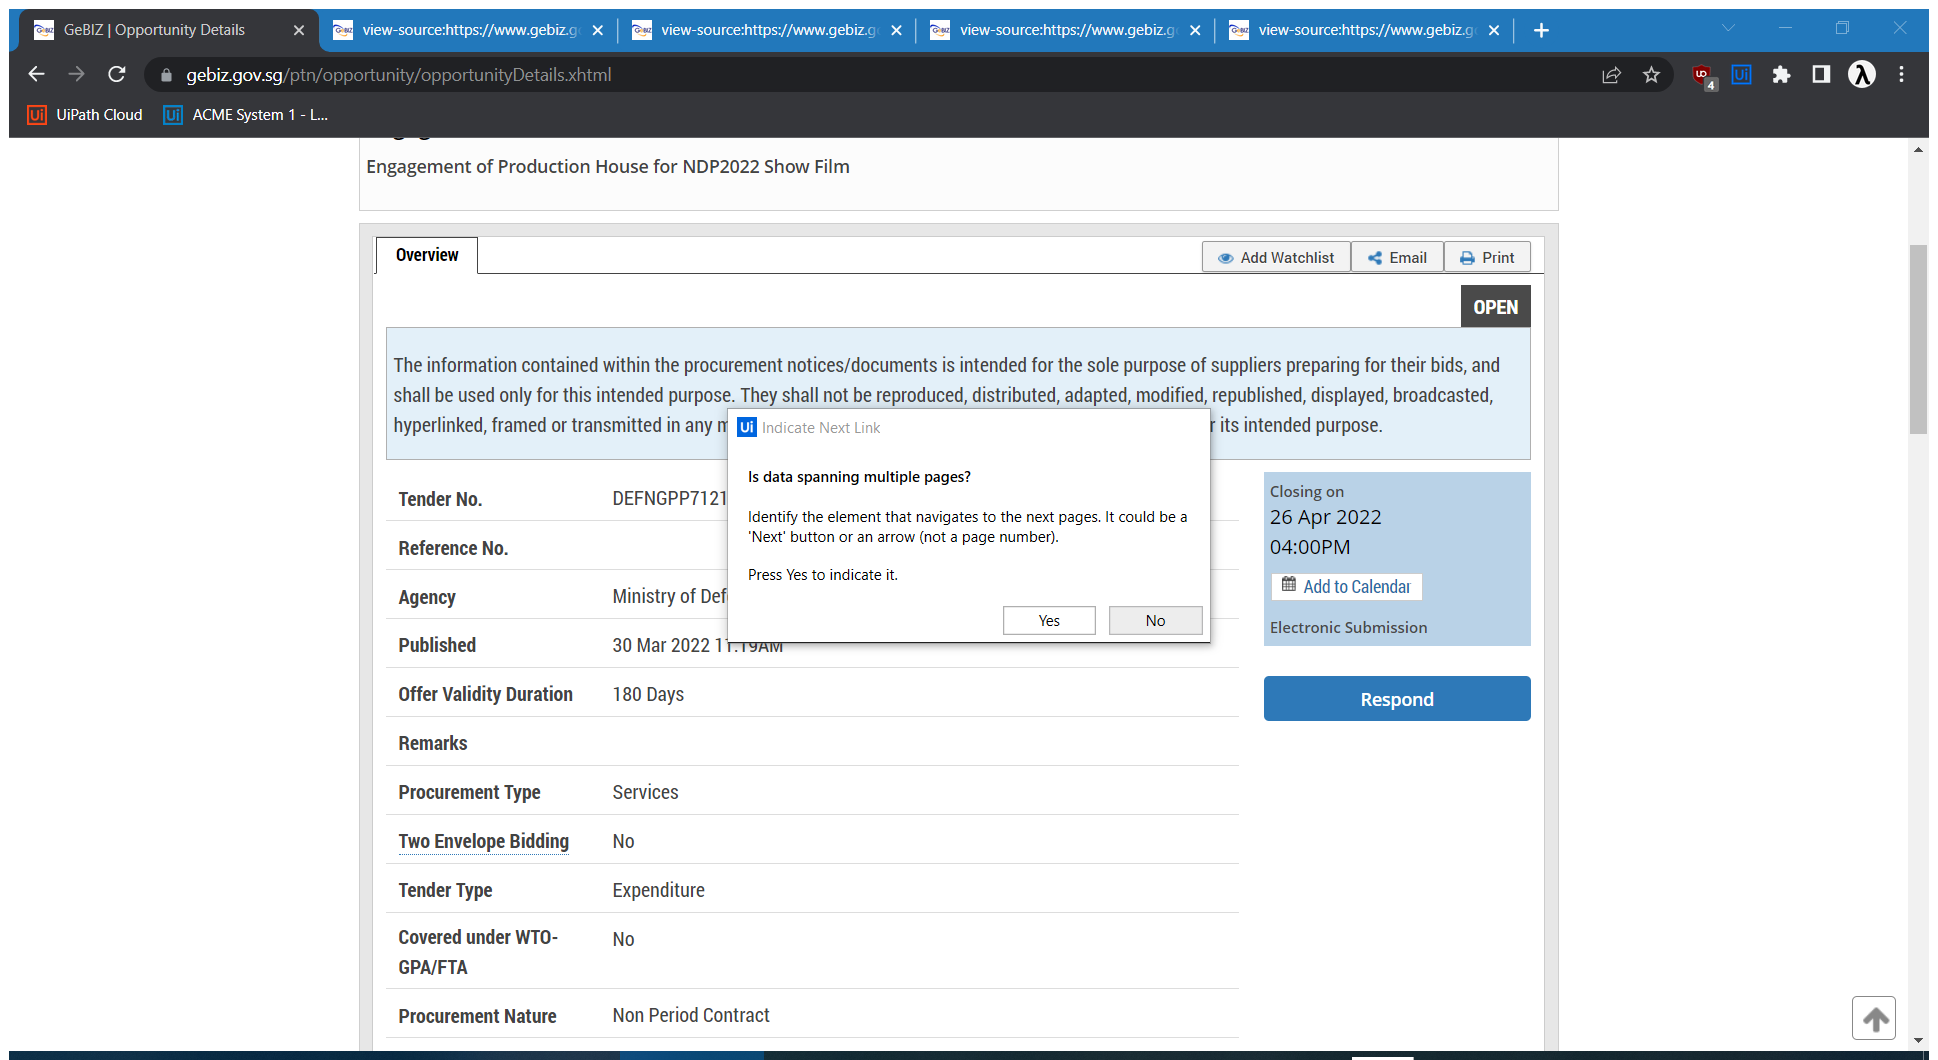 GeBIZ | Opportunity Details
view-source:https://www.gebiz.g
view-source:https://www.gebiz.g
view-source:https://www.gebiz.g
view-source:https://www.gebiz.g
gebiz.gov.sg/ptn/opportunity/opportunityDetails.xhtml
4
Ui UiPath Cloud Ui ACME System 1 - L...
Engagement of Production House for NDP2022 Show Film
Overview
Add Watchlist Email Print
OPEN
The information contained within the procurement notices/documents is intended for the sole purpose of suppliers preparing for their bids, and
shall be used only for this intended purpose. They shall not be reproduced, distributed, adapted, modified, republished, displayed, broadcasted,
hyperlinked, framed or transmitted in any m
r its intended purpose.
Ui Indicate Next Link
Is data spanning multiple pages?
Identify the element that navigates to the next pages. It could be a
'Next' button or an arrow (not a page number).
Press Yes to indicate it.
Yes No
Tender No. DEFNGPP7121
Reference No.
Agency Ministry of Def
Published 30 Mar 2022 11:19AM
Offer Validity Duration 180 Days
Remarks
Procurement Type Services
Two Envelope Bidding No
Tender Type Expenditure
Covered under WTO- No
GPA/FTA
Procurement Nature Non Period Contract
Closing on
26 Apr 2022
04:00PM
Add to Calendar
Electronic Submission
Respond